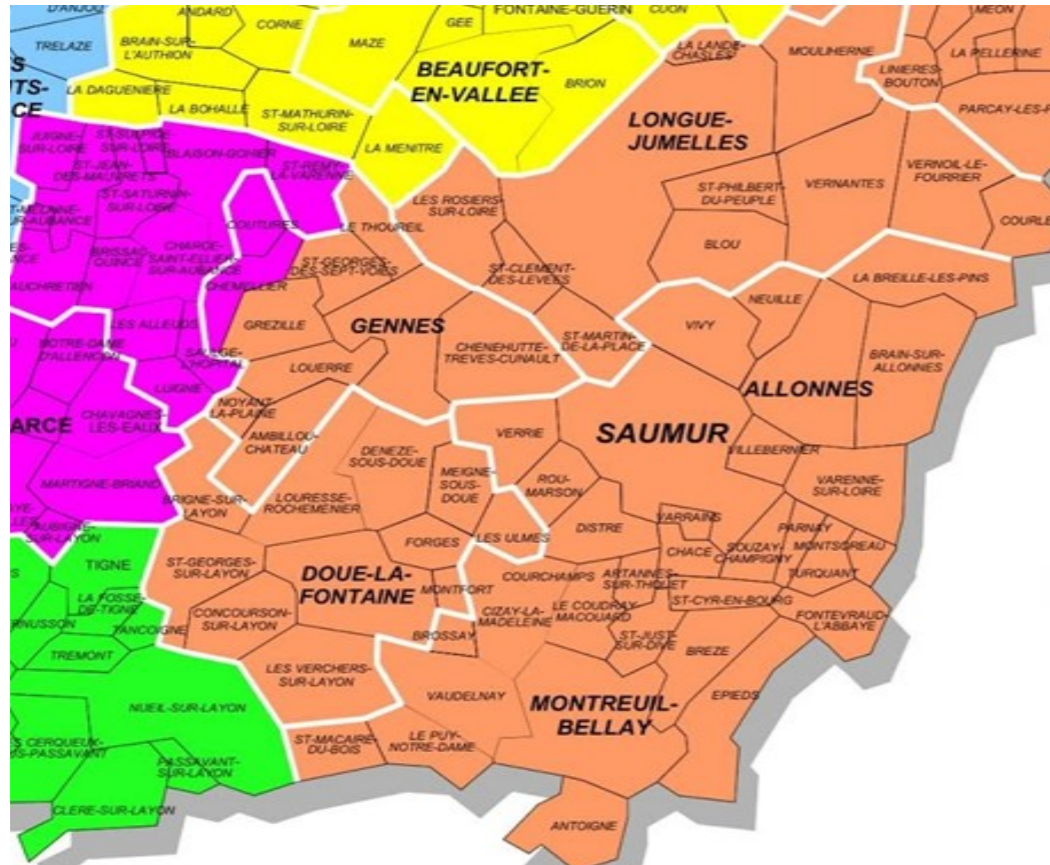 D'ANJOU
ANDARD
CORNE
GEE
FONTAINE-GUERIN
CUON
MEON
TRELAZE
BRAIN-SUR-
L'AUTHION
MAZE
LA LANDE-
CHASLES
MOULIHERNE
LA PELLERINE
LINIERES-
BOUTON
BEAUFORT-
EN-VALLEE
BRION
LA DAGUENIERE
LA BOHALLE
ST-MATHURIN-
SUR-LOIRE
PARCAY-LES-P
LONGUE-
JUMELLES
JUIGNE-
SUR-LOIRE
ST-SULPICE-
SUR-LOIRE
BLAISON-GOHIER
ST-REMY-
LA-VARENNE
LA MENITRE
ST-JEAN-
DES-MAUVRETS
ST-SATURNIN-
SUR-LOIRE
LES ROSIERS-
SUR-LOIRE
ST-PHILBERT-
DU-PEUPLE
VERNANTES
VERNOIL-LE-
FOURRIER
COUTURES
LE THOUREIL
COURLE
BLOU
BRISSAC-
QUINCE
CHARCE-
SAINT-ELLIER-
SUR-AUBANCE
ST-GEORGES-
DES-SEPT-VOIES
ST-CLEMENT-
DES-LEVEES
LA BREILLE-LES-PINS
AUCHRETIEN
CHEMELLIER
NEUILLE
LES ALLEUDS
GREZILLE
GENNES
VIVY
NOTRE-DAME
D'ALLENCON
CHENEHUTTE-
TREVES-CUNAULT
ST-MARTIN-
DE-LA-PLACE
BRAIN-SUR-
ALLONNES
SAULGE-
L'HOPITAL
LOUERRE
LUIGNE
ALLONNES
NOYANT-
LA-PLAINE
ARCE
CHAVAGNES-
LES-EAUX
AMBILLOU-
CHATEAU
DENEZE-
SOUS-DOUE
VERRIE
SAUMUR
VILLEBERNIER
MEIGNE-
SOUS-
DOUE
ROU-
MARSON
VARENNE-
SUR-LOIRE
MARTIGNE-BRIAND
BRIGNE-SUR-
LAYON
LOURESSE-
ROCHEMENIER
AUBIGNE-
SUR-LAYON
DISTRE
VARRAINS
PARNAY
FORGES
LES ULMES
CHACE
SOUZAY-
CHAMPIGNY
MONTSOREAU
TURQUANT
TIGNE
ST-GEORGES-
SUR-LAYON
DOUE-LA-
FONTAINE
MONTFORT
COURCHAMPS
ARTANNES-
SUR-THOUET
LA FOSSE-
DE-TIGNE
ST-CYR-EN-BOURG
CONCOURSON-
SUR-LAYON
CIZAY-LA-
MADELEINE
LE COUDRAY-
MACOUARD
FONTEVRAUD-
L'ABBAYE
RNUSSON
TANCOIGNE
BROSSAY
ST-JUST-
SUR-DIVE
BREZE
TREMONT
LES VERCHERS-
SUR-LAYON
VAUDELNAY
EPIEDS
NUEIL-SUR-LAYON
MONTREUIL-
BELLAY
ST-MACAIRE-
DU-BOIS
LE PUY-
NOTRE-DAME
S CERQUEUX-
US-PASSAVANT
PASSAVANT-
SUR-LAYON
CLERE-SUR-LAYON
ANTOIGNE